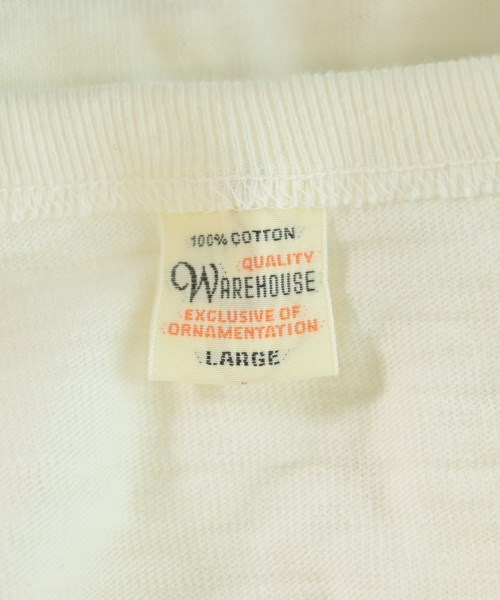 100% COTTON
QUALITY
WAREHOUSE
EXCLUSIVE OF
ORNAMENTATION
LARGE